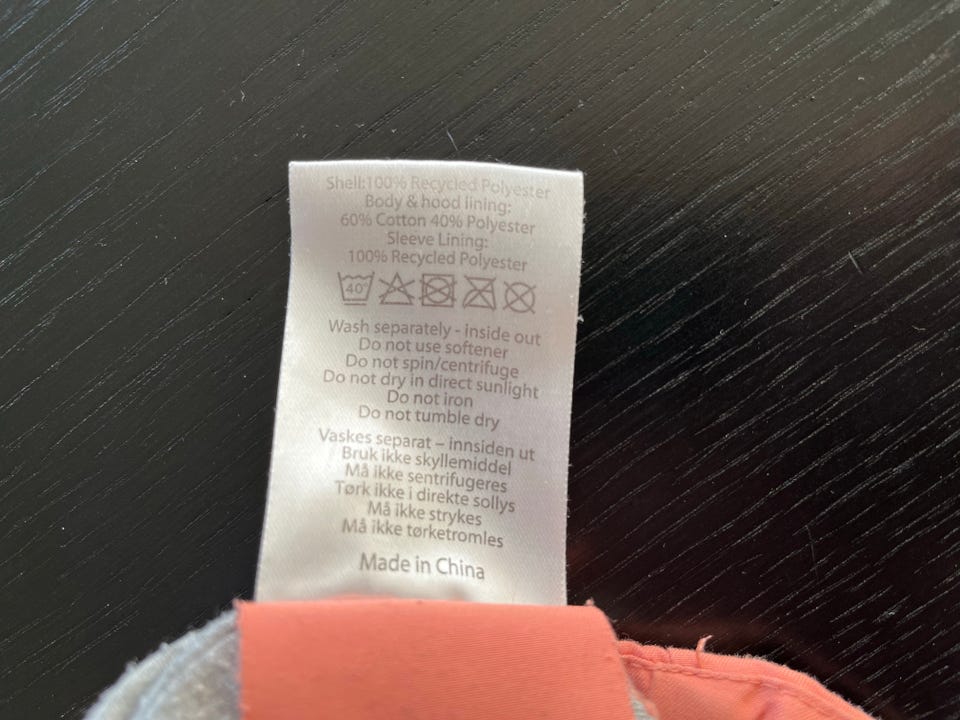 Shell:100% Recycled Polyester
Body & hood lining:
60% Cotton 40% Polyester
Sleeve Lining:
100% Recycled Polyester
40°
Wash separately - inside out
Do not use softener
Do not spin/centrifuge
Do not dry in direct sunlight
Do not iron
Do not tumble dry
Vaskes separat – innsiden ut
Bruk ikke skyllemiddel
Må ikke sentrifugeres
Tørk ikke i direkte sollys
Må ikke strykes
Må ikke tørketromles
Made in China